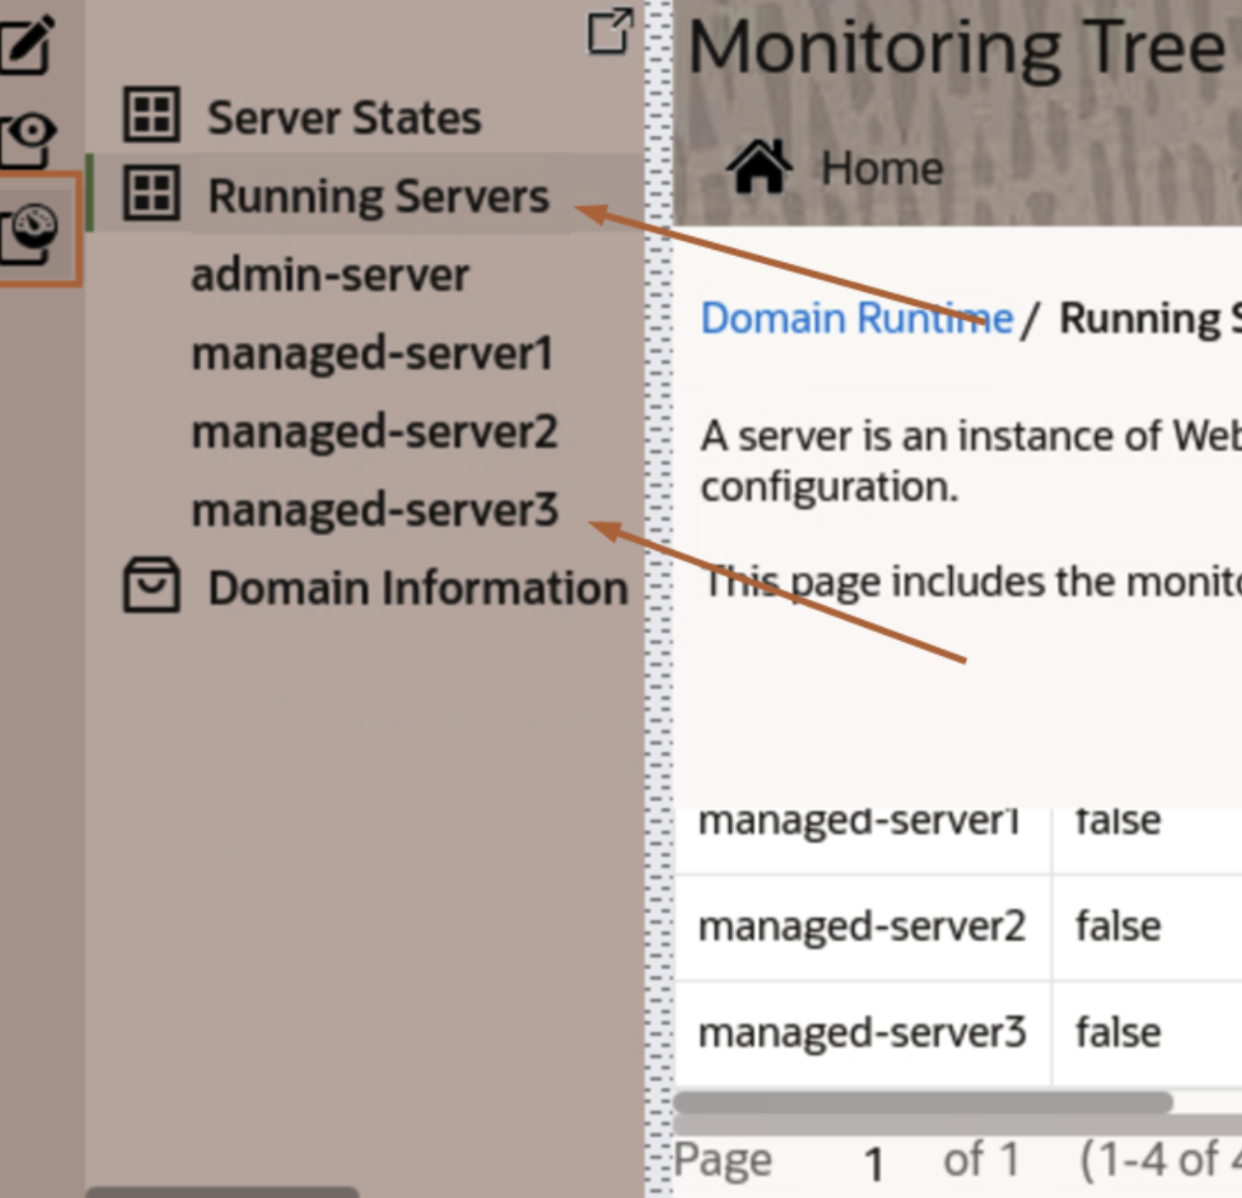 Server States
Running Servers
admin-server
managed-server1
managed-server2
managed-server3
Domain Information
Monitoring Tree
Home
Domain Runtime / Running
A server is an instance of
configuration.
This page includes the
managed-server1 false
managed-server2 false
managed-server3 false
Page 1 of 1 (1-4 of 4